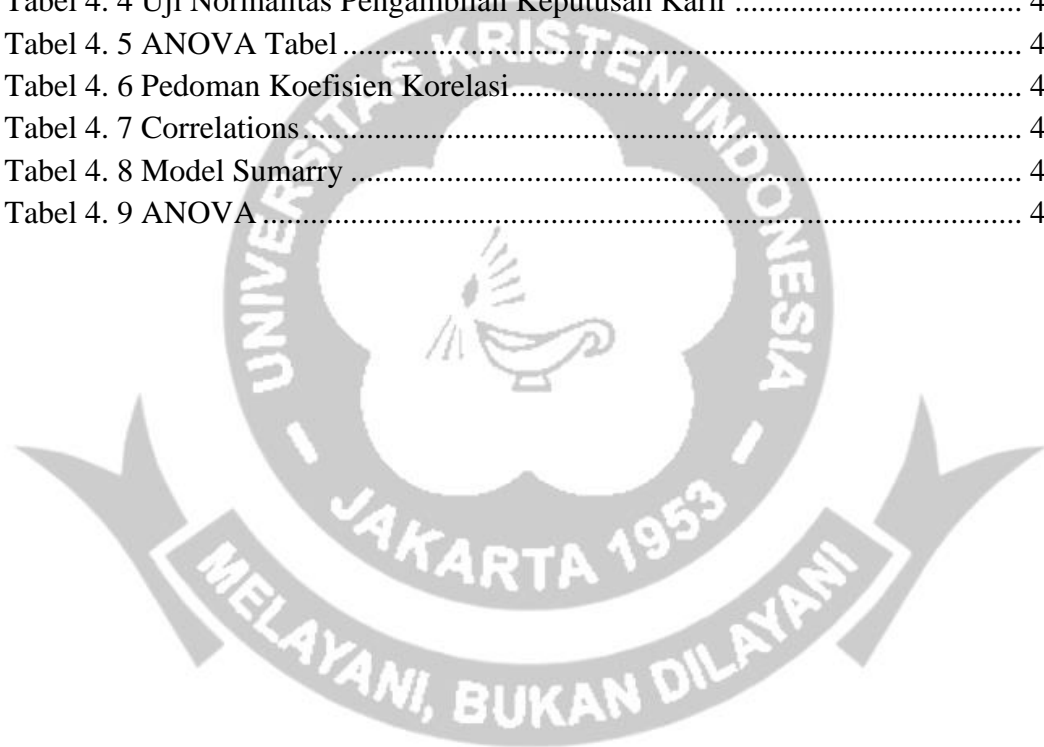 Tabel 4. 4 Uji Normalitas Pengambilan Keputusan Karir .................................... 4
Tabel 4. 5 ANOVA Tabel ..................................................................................... 4
Tabel 4. 6 Pedoman Koefisien Korelasi................................................................ 4
Tabel 4. 7 Correlations.......................................................................................... 4
Tabel 4. 8 Model Sumarry .................................................................................... 4
Tabel 4. 9 ANOVA ................................................................................................ 4
UNIVERSITAS KRISTEN INDONESIA
JAKARTA 1953
MELAYANI, BUKAN DILAYANI